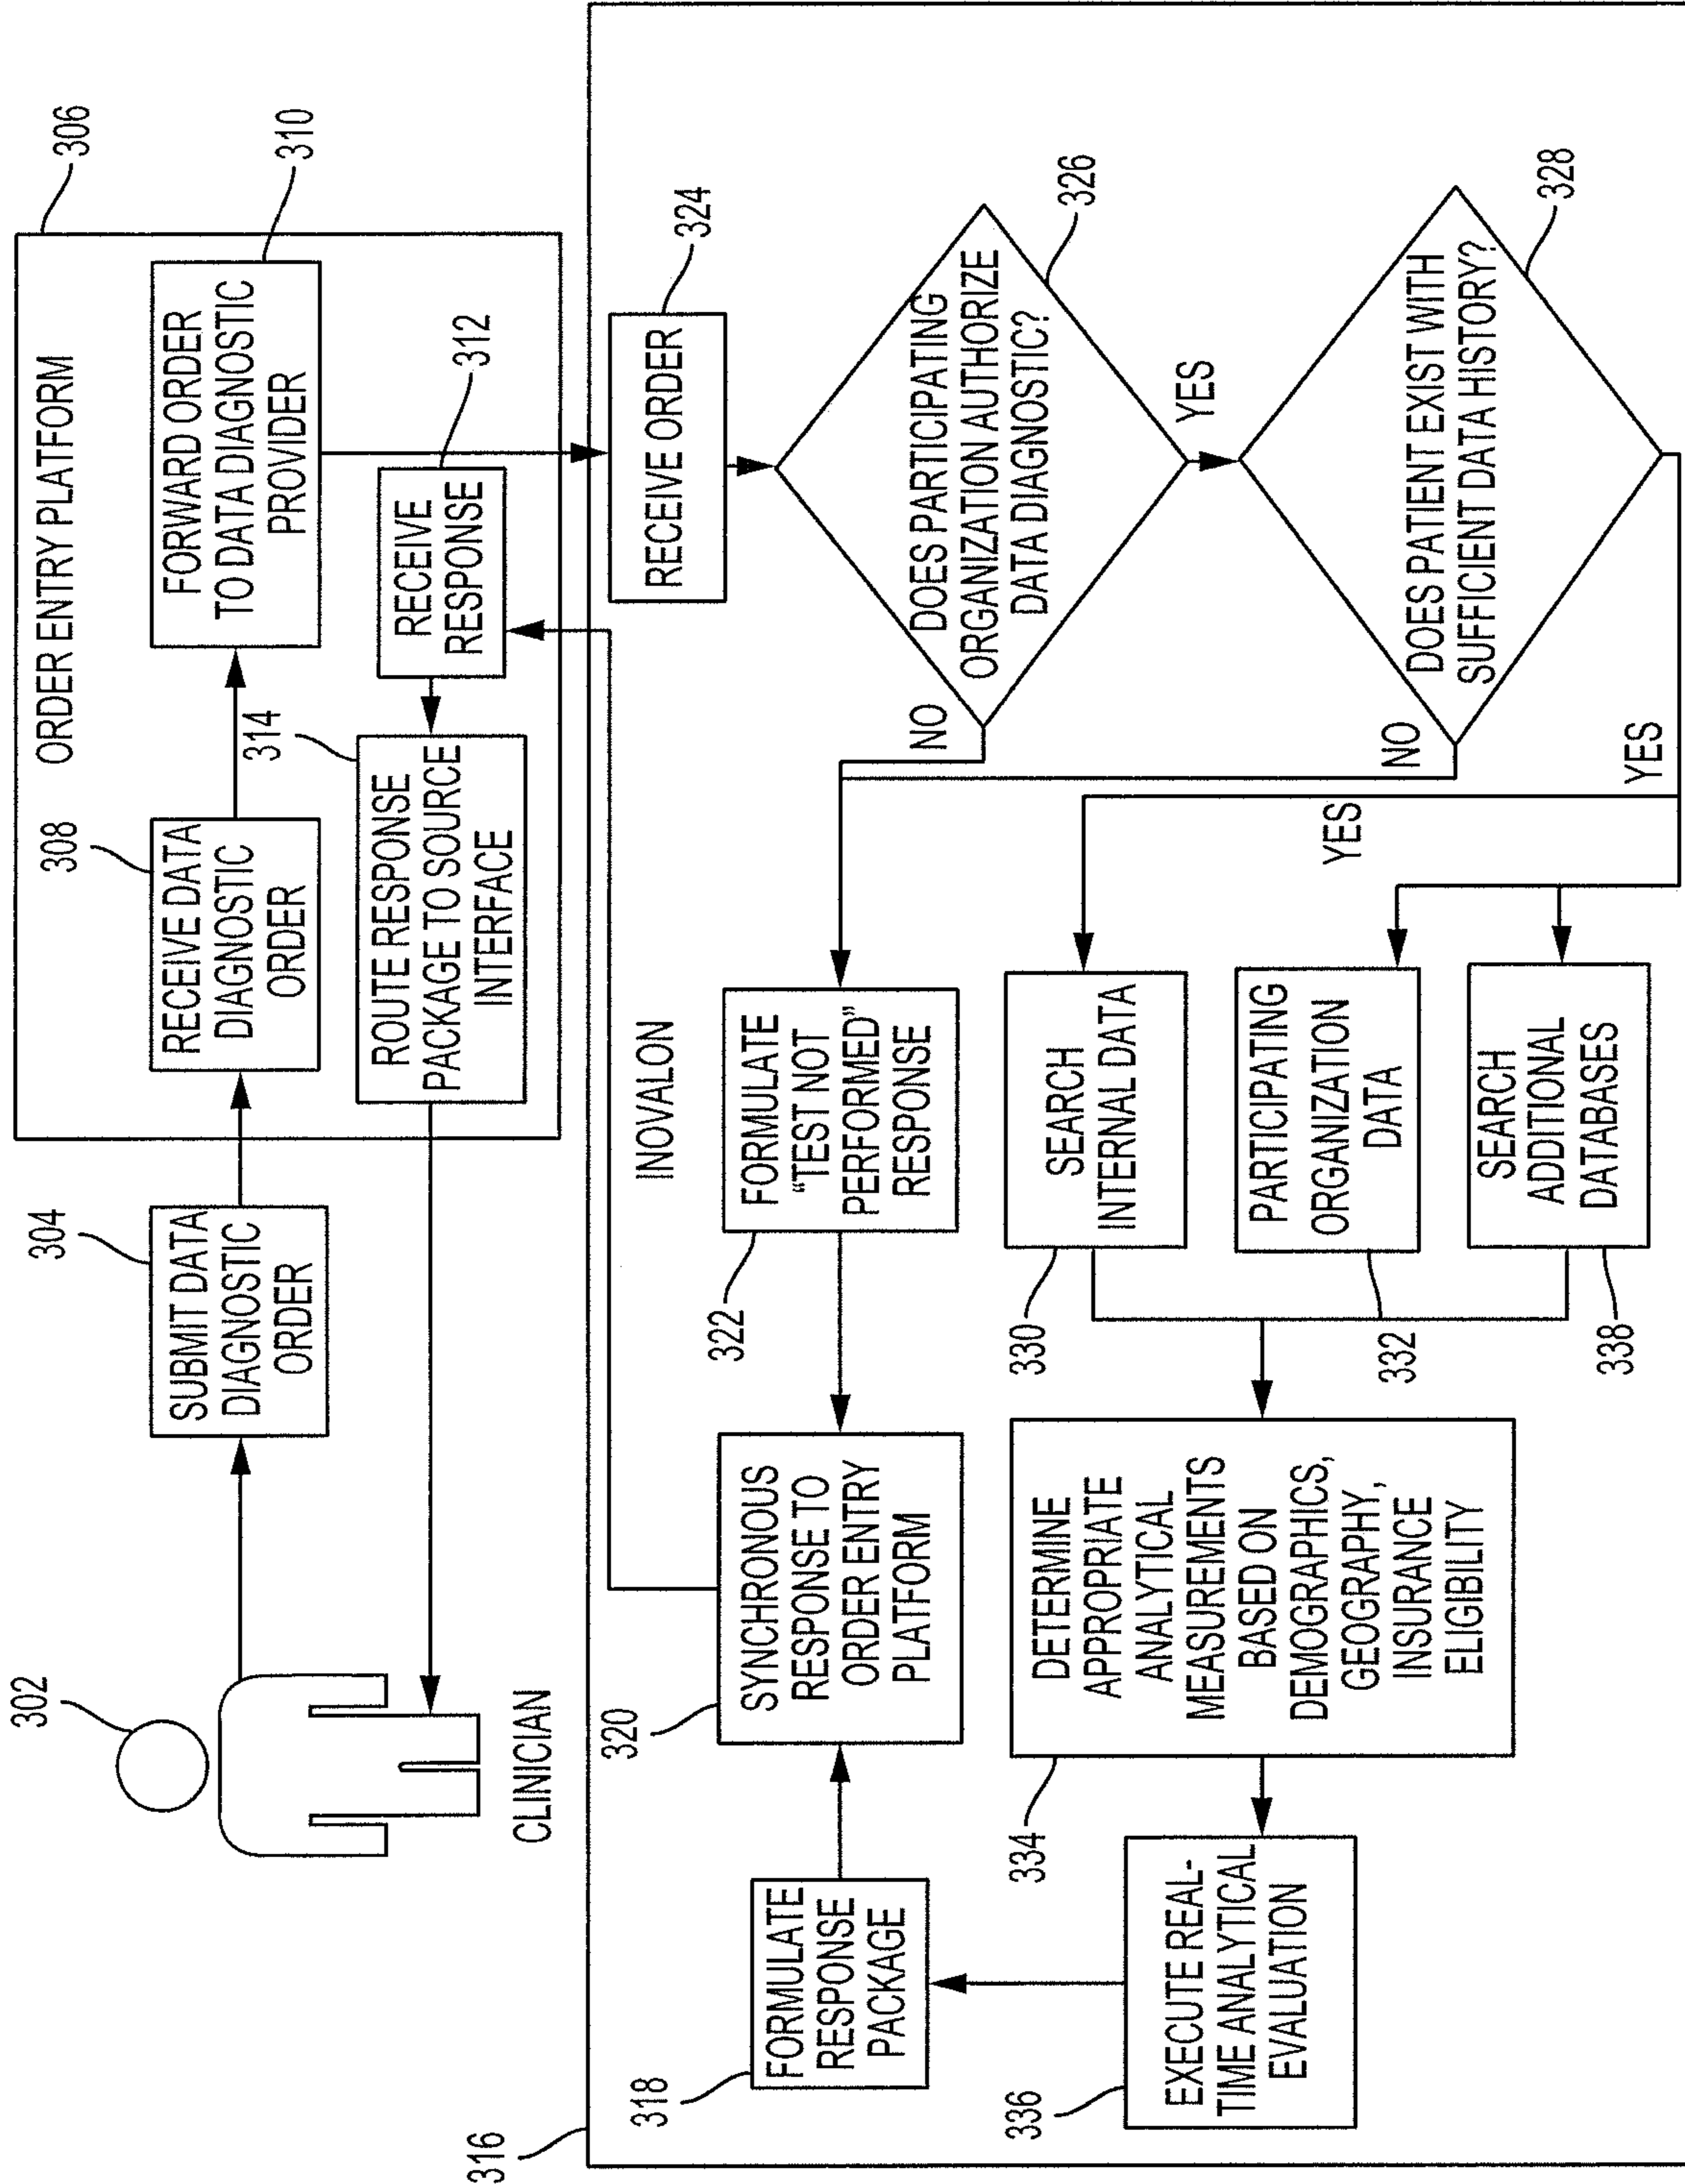 302
CLINICIAN
304
SUBMIT DATA
DIAGNOSTIC
ORDER
306
ORDER ENTRY PLATFORM
308
RECEIVE DATA
DIAGNOSTIC
ORDER
310
FORWARD ORDER
TO DATA DIAGNOSTIC
PROVIDER
314
ROUTE RESPONSE
PACKAGE TO SOURCE
INTERFACE
312
RECEIVE
RESPONSE
316
INOVALON
318
FORMULATE
RESPONSE
PACKAGE
320
SYNCHRONOUS
RESPONSE TO
ORDER ENTRY
PLATFORM
322
FORMULATE
“TEST NOT
PERFORMED”
RESPONSE
324
RECEIVE ORDER
NO
DOES PARTICIPATING
ORGANIZATION AUTHORIZE
DATA DIAGNOSTIC?
326
YES
NO
DOES PATIENT EXIST WITH
SUFFICIENT DATA HISTORY?
328
YES
YES
330
SEARCH
INTERNAL DATA
332
PARTICIPATING
ORGANIZATION
DATA
338
SEARCH
ADDITIONAL
DATABASES
334
DETERMINE
APPROPRIATE
ANALYTICAL
MEASUREMENTS
BASED ON
DEMOGRAPHICS,
GEOGRAPHY,
INSURANCE
ELIGIBILITY
336
EXECUTE REAL-
TIME ANALYTICAL
EVALUATION